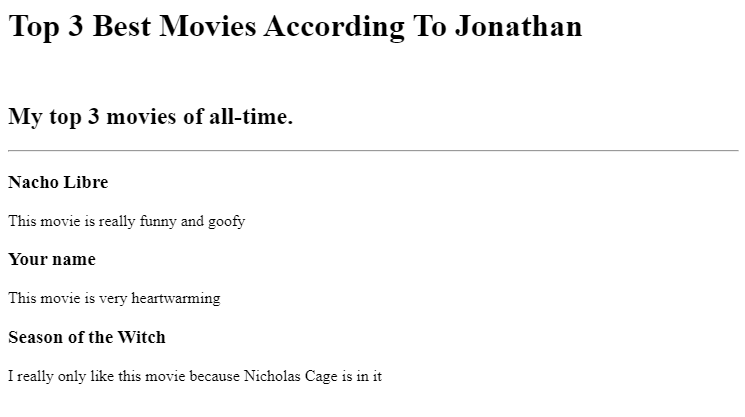 Top 3 Best Movies According To Jonathan
My top 3 movies of all-time.
Nacho Libre
This movie is really funny and goofy
Your name
This movie is very heartwarming
Season of the Witch
I really only like this movie because Nicholas Cage is in it